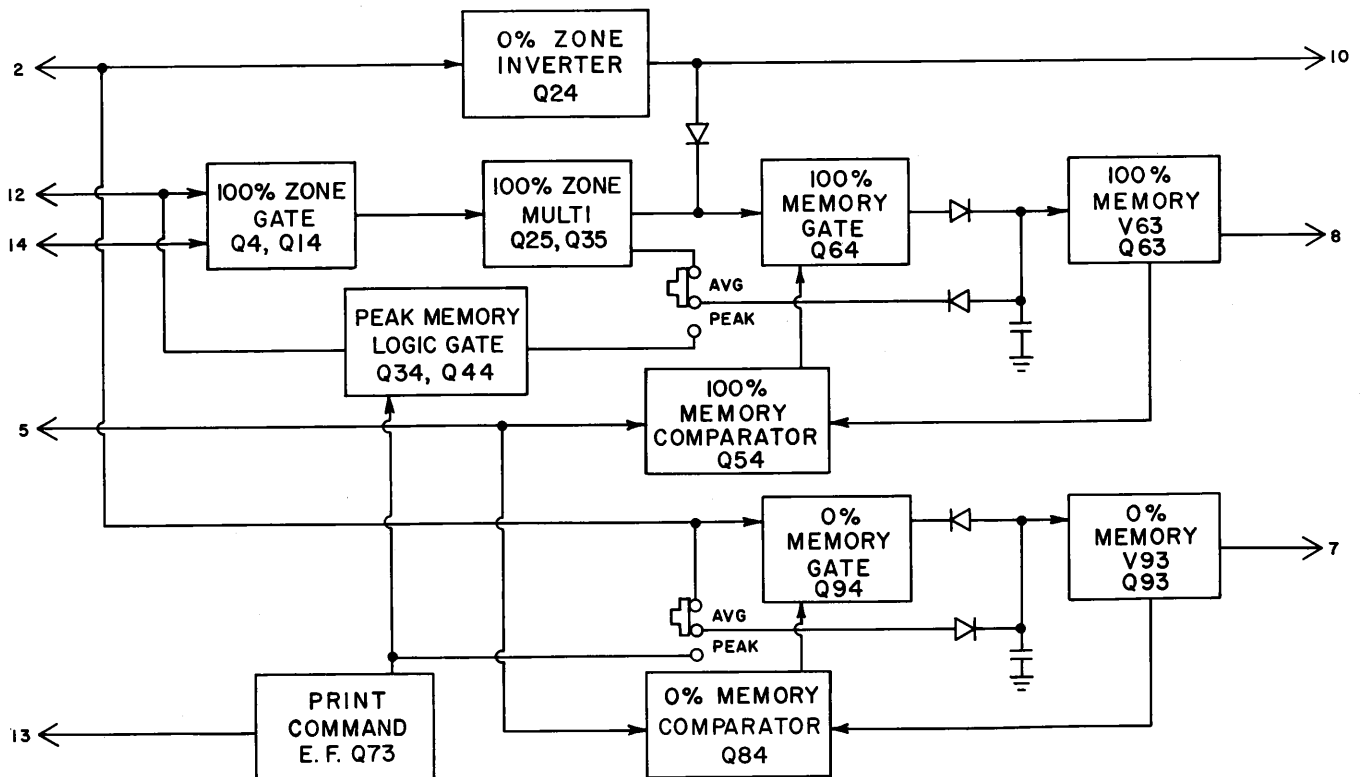 2
0% ZONE
INVERTER
Q24
10
12
14
100% ZONE
GATE
Q4, Q14
100% ZONE
MULTI
Q25, Q35
100%
MEMORY
GATE
Q64
100%
MEMORY
V63
Q63
8
AVG
PEAK
PEAK MEMORY
LOGIC GATE
Q34, Q44
5
100%
MEMORY
COMPARATOR
Q54
0%
MEMORY
GATE
Q94
0%
MEMORY
V93
Q93
7
AVG
PEAK
13
PRINT
COMMAND
E. F. Q73
0% MEMORY
COMPARATOR
Q84